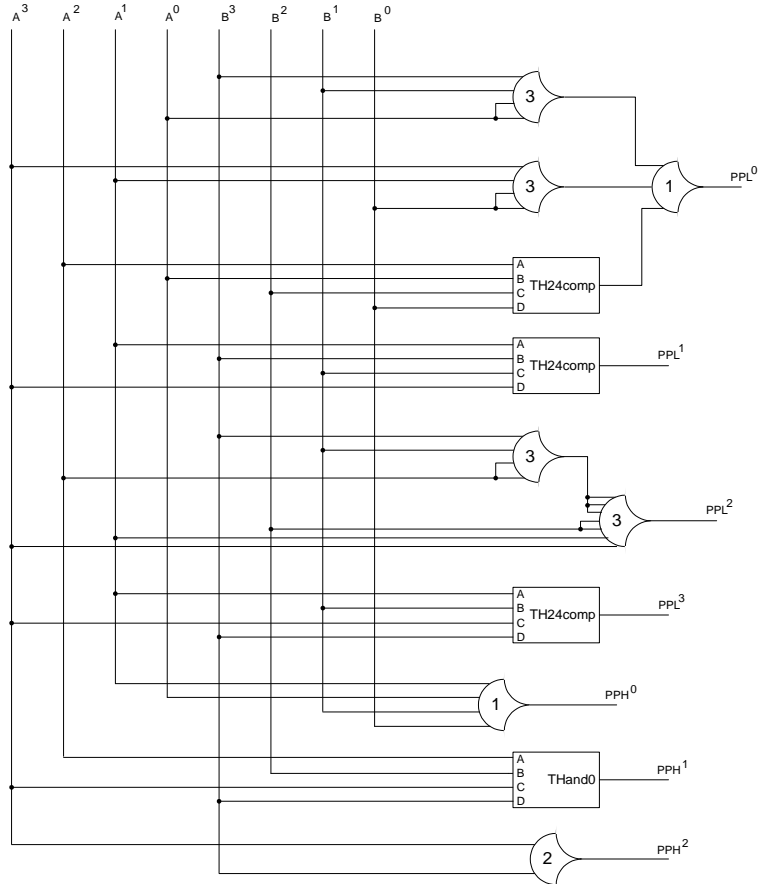 A³ A² A¹ A⁰ B³ B² B¹ B⁰
3
3
1
PPL⁰
A
B
C
D
TH24comp
A
B
C
D
TH24comp
PPL¹
3
3
PPL²
A
B
C
D
TH24comp
PPL³
1
PPH⁰
A
B
C
D
THand0
PPH¹
2
PPH²